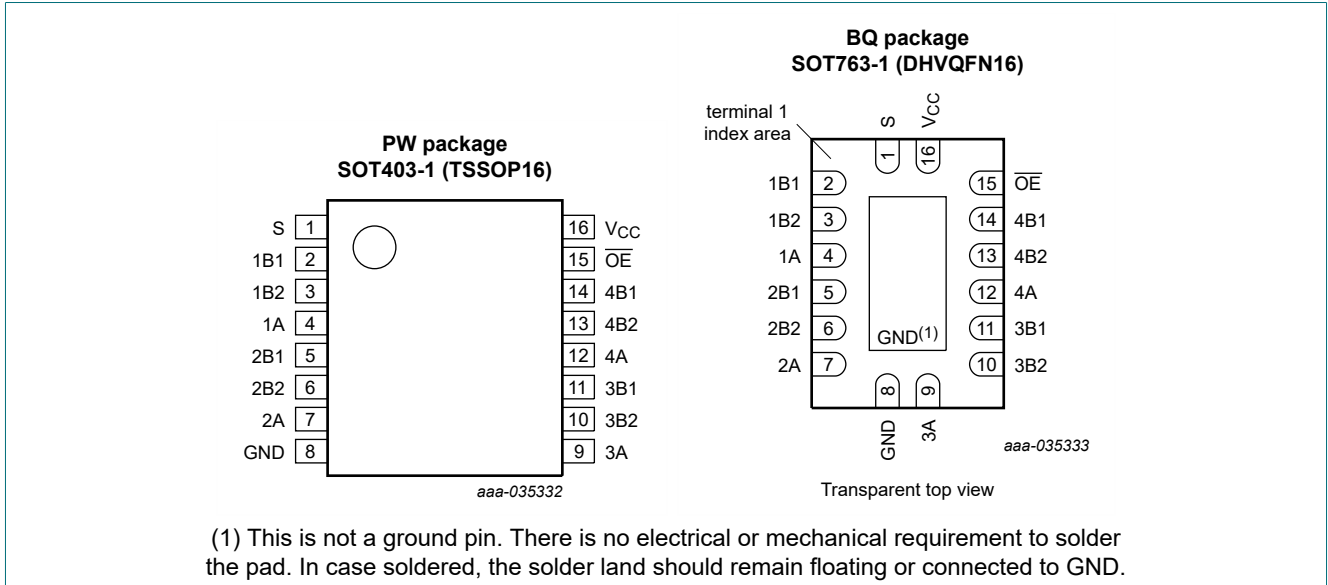 PW package
SOT403-1 (TSSOP16)
S 1
1B1 2
1B2 3
1A 4
2B1 5
2B2 6
2A 7
GND 8
16 VCC
15 OE
14 4B1
13 4B2
12 4A
11 3B1
10 3B2
9 3A
aaa-035332
BQ package
SOT763-1 (DHVQFN16)
terminal 1
index area
S
VCC
1
16
1B1 2
1B2 3
1A 4
2B1 5
2B2 6
2A 7
15 OE
14 4B1
13 4B2
12 4A
11 3B1
10 3B2
GND(1)
8
9
GND
3A
aaa-035333
Transparent top view
(1) This is not a ground pin. There is no electrical or mechanical requirement to solder
the pad. In case soldered, the solder land should remain floating or connected to GND.